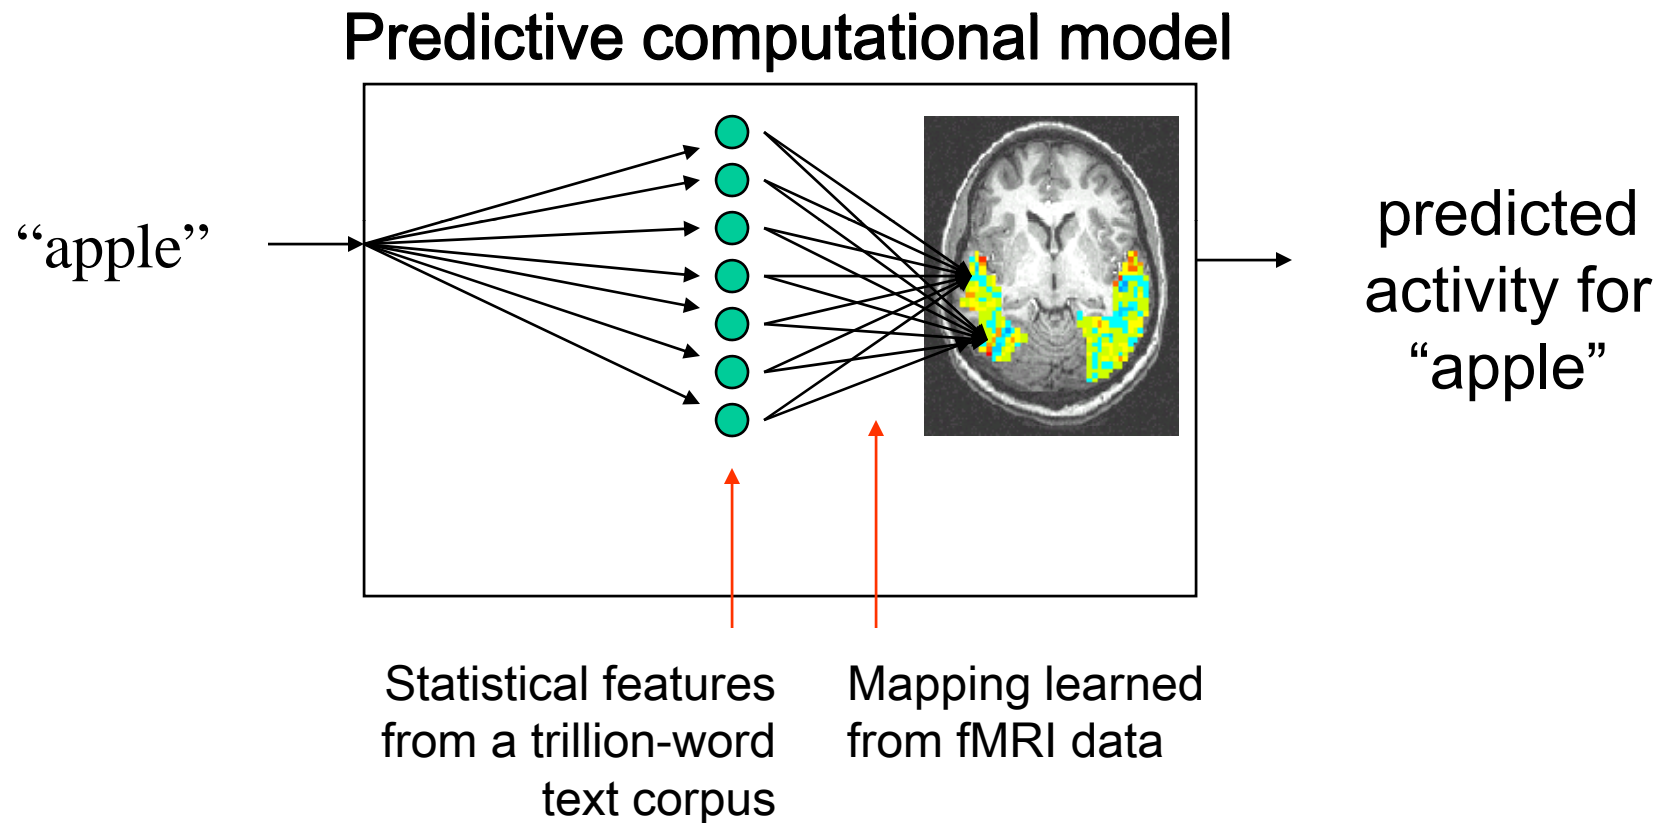 Predictive computational model
“apple”
predicted
activity for
“apple”
Statistical features
from a trillion-word
text corpus
Mapping learned
from fMRI data